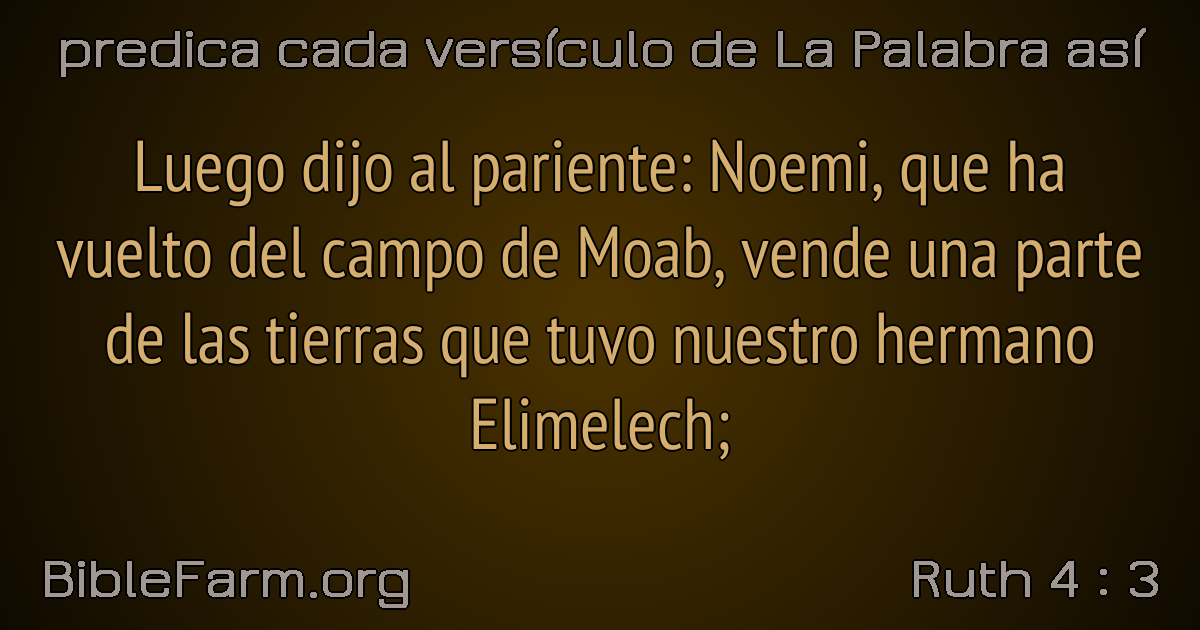 predica cada versículo de La Palabra así
Luego dijo al pariente: Noemi, que ha
vuelto del campo de Moab, vende una parte
de las tierras que tuvo nuestro hermano
Elimelech;
BibleFarm.org
Ruth 4 : 3